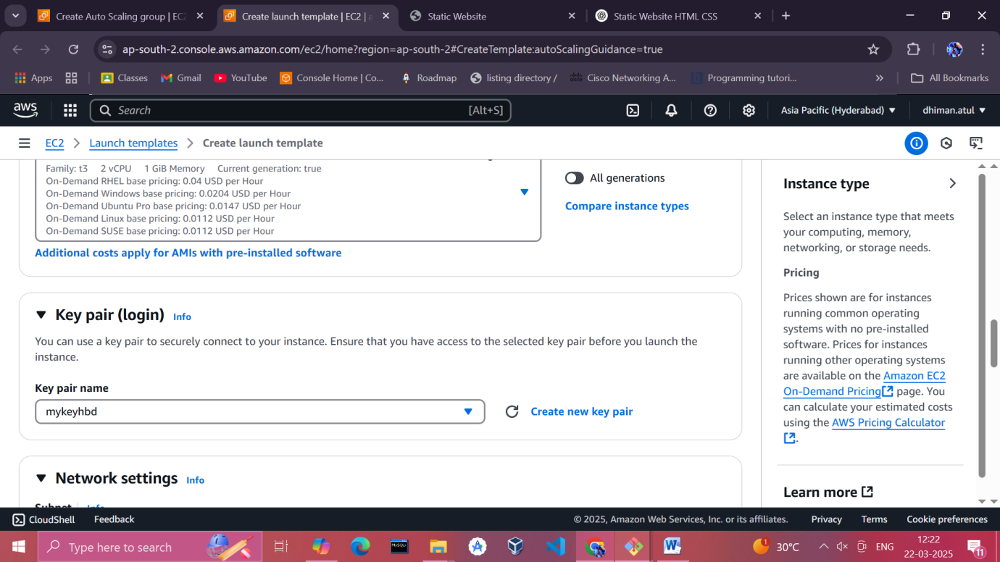 Create Auto Scaling group | EC2
Create launch template | EC2 | a
Static Website
Static Website HTML CSS
ap-south-2.console.aws.amazon.com/ec2/home?region=ap-south-2#CreateTemplate:autoScalingGuidance=true
Apps
Classes
Gmail
YouTube
Console Home | Co...
Roadmap
listing directory /
Cisco Networking A...
Programming tutori...
»
All Bookmarks
aws
Search
[Alt+S]
Asia Pacific (Hyderabad)
dhiman.atul
EC2
Launch templates
Create launch template
Family: t3 2 vCPU 1 GiB Memory Current generation: true
On-Demand RHEL base pricing: 0.04 USD per Hour
On-Demand Windows base pricing: 0.0204 USD per Hour
On-Demand Ubuntu Pro base pricing: 0.0147 USD per Hour
On-Demand Linux base pricing: 0.0112 USD per Hour
On-Demand SUSE base pricing: 0.0112 USD per Hour
All generations
Compare instance types
Additional costs apply for AMIs with pre-installed software
Key pair (login) Info
You can use a key pair to securely connect to your instance. Ensure that you have access to the selected key pair before you launch the
instance.
Key pair name
mykeyhbd
Create new key pair
Network settings Info
Subnet Info
Instance type
Select an instance type that meets
your computing, memory,
networking, or storage needs.
Pricing
Prices shown are for instances
running common operating
systems with no pre-installed
software. Prices for instances
running other operating systems
are available on the Amazon EC2
On-Demand Pricing page. You
can calculate your estimated costs
using the AWS Pricing Calculator
.
Learn more
CloudShell
Feedback
© 2025, Amazon Web Services, Inc. or its affiliates.
Privacy
Terms
Cookie preferences
Type here to search
1
30°C
ENG
12:22
22-03-2025
11